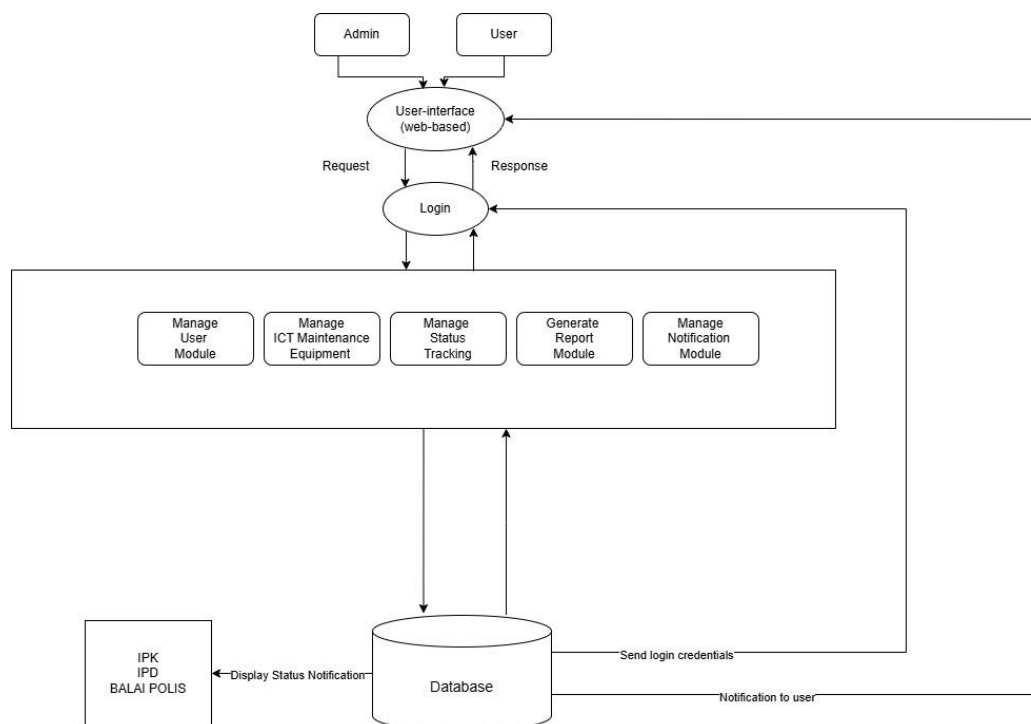 Admin
User
User-interface
(web-based)
Request
Response
Login
Manage
User
Module
Manage
ICT Maintenance
Equipment
Manage
Status
Tracking
Generate
Report
Module
Manage
Notification
Module
IPK
IPD
BALAI POLIS
Display Status Notification
Database
Send login credentials
Notification to user